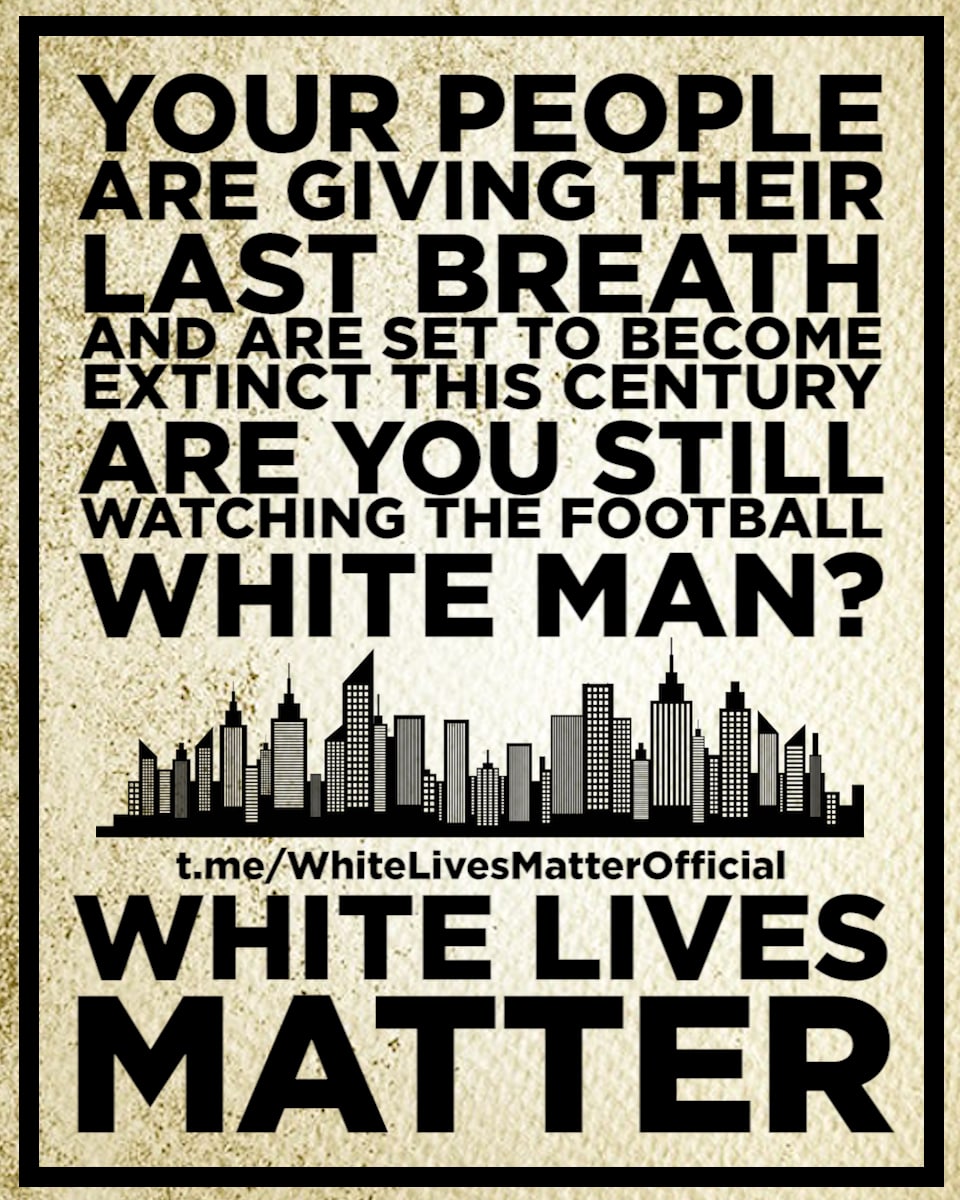 YOUR PEOPLE
ARE GIVING THEIR
LAST BREATH
AND ARE SET TO BECOME
EXTINCT THIS CENTURY
ARE YOU STILL
WATCHING THE FOOTBALL
WHITE MAN?
t.me/WhiteLivesMatterOfficial
WHITE LIVES
MATTER